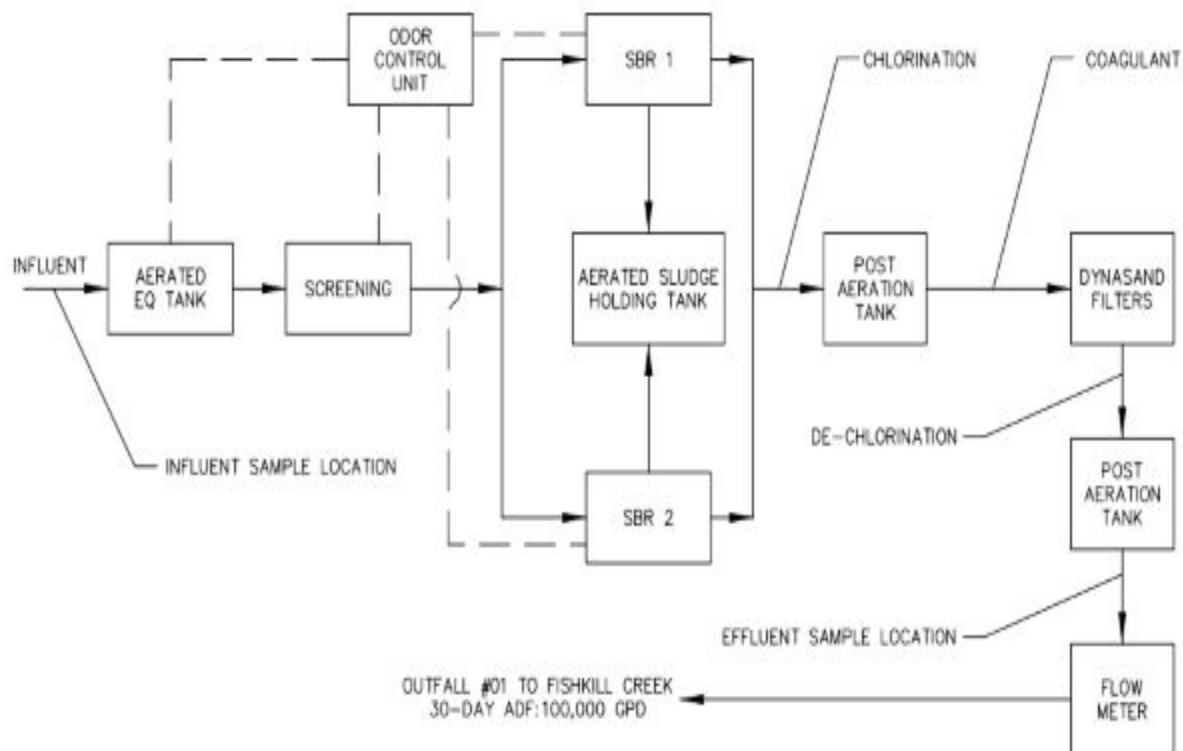 ODOR
CONTROL
UNIT
SBR 1
CHLORINATION
COAGULANT
INFLUENT
AERATED
EQ TANK
SCREENING
AERATED SLUDGE
HOLDING TANK
POST
AERATION
TANK
DYNASAND
FILTERS
DE-CHLORINATION
INFLUENT SAMPLE LOCATION
SBR 2
POST
AERATION
TANK
EFFLUENT SAMPLE LOCATION
OUTFALL #01 TO FISHKILL CREEK
30-DAY ADF:100,000 GPD
FLOW
METER